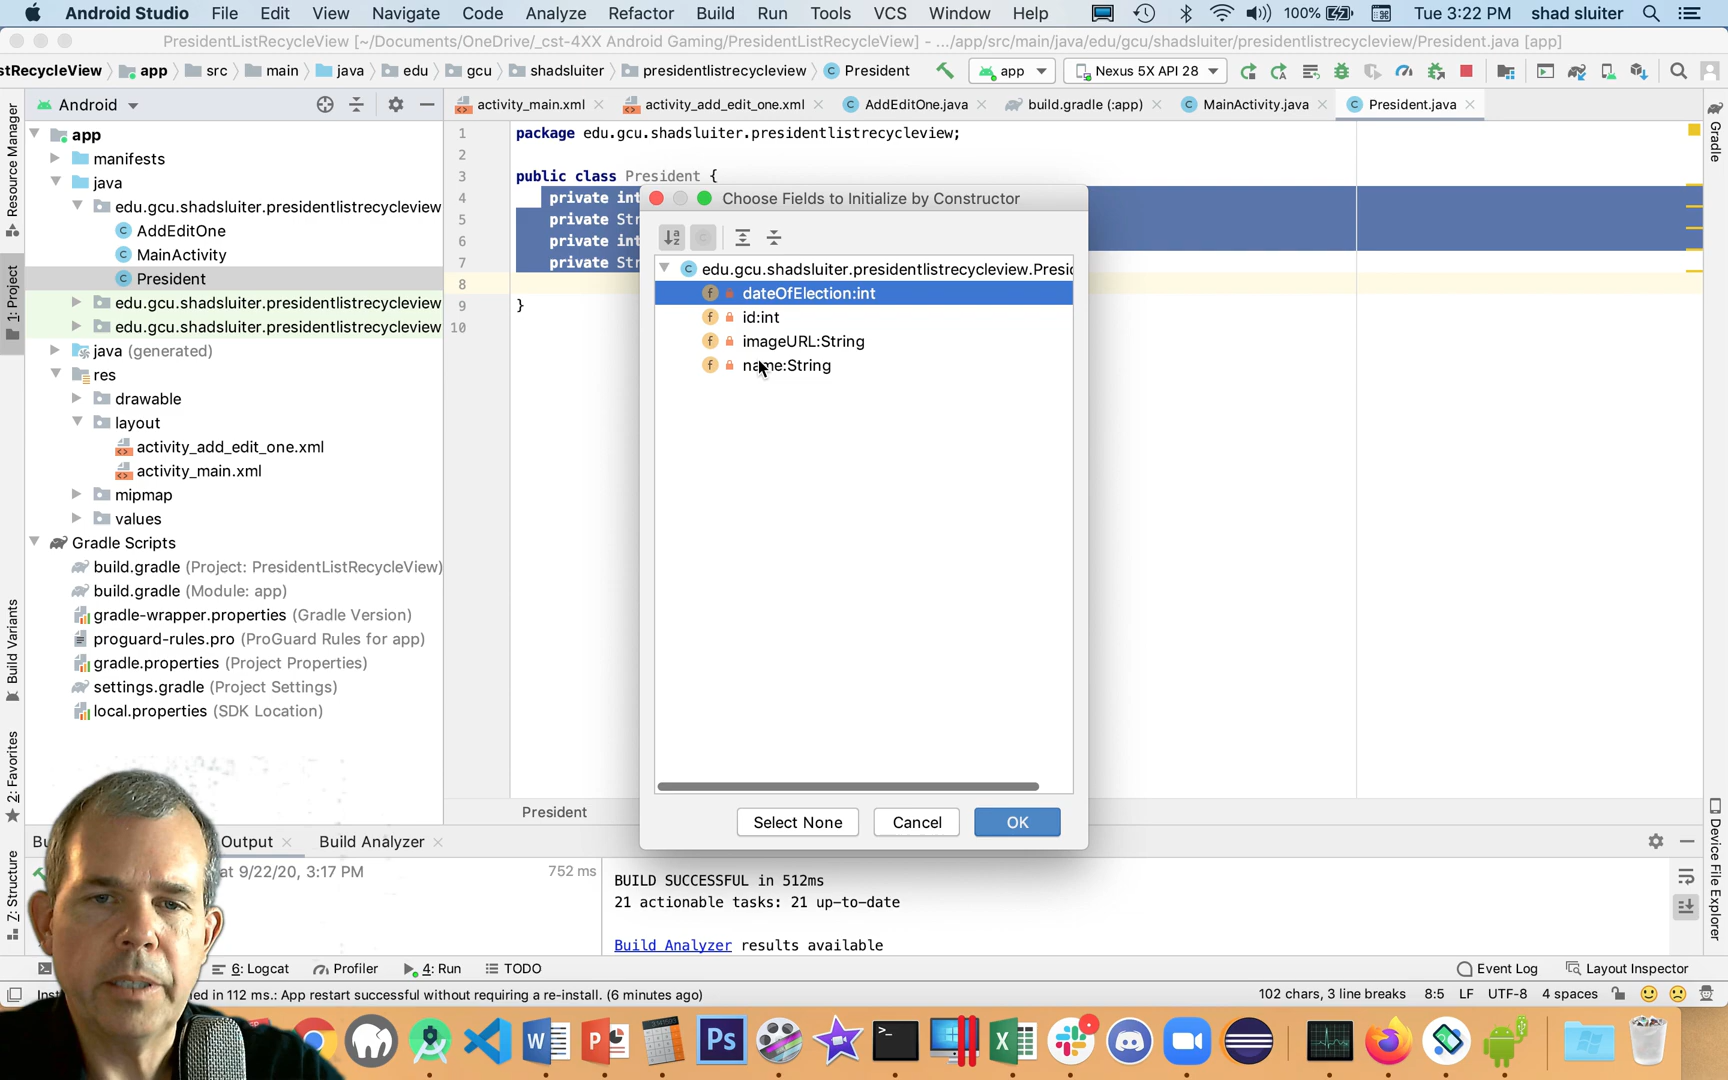 Android Studio File Edit View Navigate Code Analyze Refactor Build Run Tools VCS Window Help 100% Tue 3:22 PM shad sluiter
PresidentListRecycleView [~/Documents/OneDrive/_cst-4XX Android Gaming/PresidentListRecycleView] - .../app/src/main/java/edu/gcu/shadsluiter/presidentlistrecycleview/President.java [app]
stRecycleView app src main java edu gcu shadsluiter presidentlistrecycleview President app Nexus 5X API 28
Android activity_main.xml activity_add_edit_one.xml AddEditOne.java build.gradle (:app) MainActivity.java President.java
Resource Manager
1: Project
Build Variants
2: Favorites
7: Structure
app
manifests
java
edu.gcu.shadsluiter.presidentlistrecycleview
AddEditOne
MainActivity
President
edu.gcu.shadsluiter.presidentlistrecycleview
edu.gcu.shadsluiter.presidentlistrecycleview
java (generated)
res
drawable
layout
activity_add_edit_one.xml
activity_main.xml
mipmap
values
Gradle Scripts
build.gradle (Project: PresidentListRecycleView)
build.gradle (Module: app)
gradle-wrapper.properties (Gradle Version)
proguard-rules.pro (ProGuard Rules for app)
gradle.properties (Project Properties)
settings.gradle (Project Settings)
local.properties (SDK Location)
1 package edu.gcu.shadsluiter.presidentlistrecycleview;
2
3 public class President {
4 private int
5 private Str
6 private int
7 private Str
8
9 }
10
Choose Fields to Initialize by Constructor
edu.gcu.shadsluiter.presidentlistrecycleview.Presid
dateOfElection:int
id:int
imageURL:String
name:String
Select None Cancel OK
President
Gradle
Device File Explorer
Bu Output Build Analyzer
at 9/22/20, 3:17 PM 752 ms
BUILD SUCCESSFUL in 512ms
21 actionable tasks: 21 up-to-date
Build Analyzer results available
6: Logcat Profiler 4: Run TODO Event Log Layout Inspector
Inst ed in 112 ms.: App restart successful without requiring a re-install. (6 minutes ago) 102 chars, 3 line breaks 8:5 LF UTF-8 4 spaces